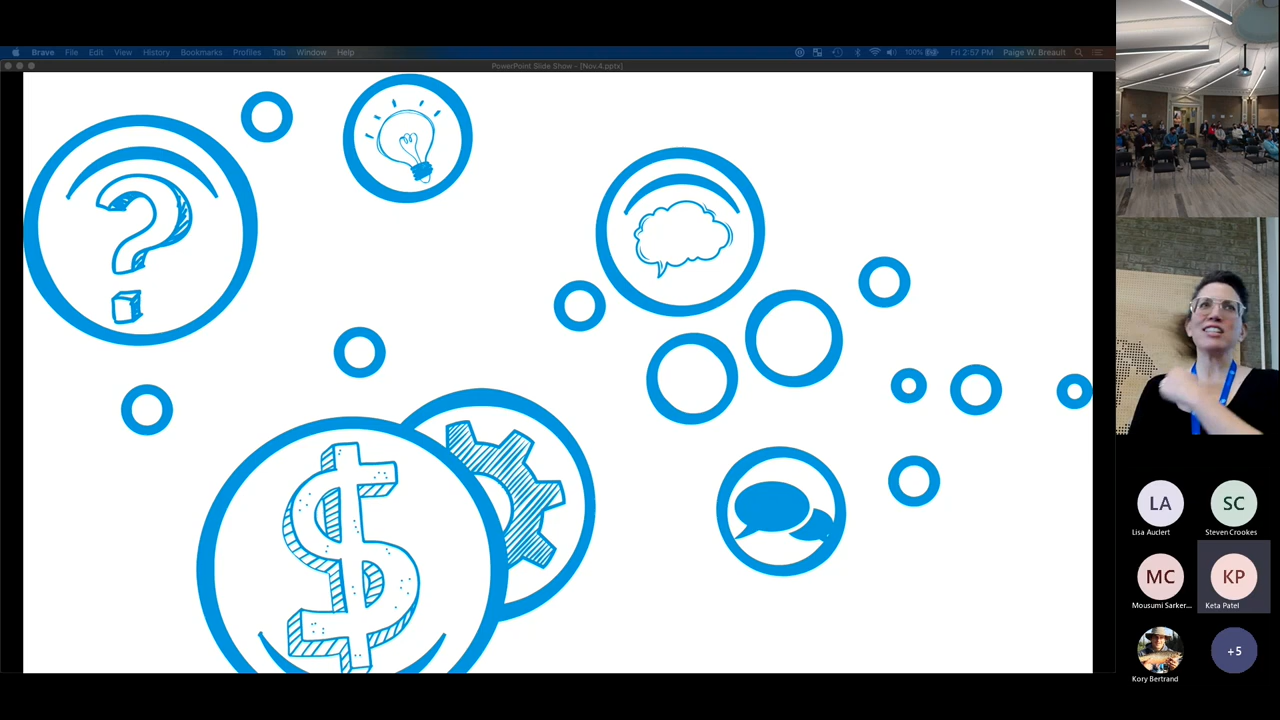 Brave File Edit View History Bookmarks Profiles Tab Window Help 100% Fri 2:57 PM Paige W. Breault
PowerPoint Slide Show - [Nov.4.pptx]
?
$
LA SC
Lisa Auclert Steven Crookes
MC KP
Mousumi Sarker... Keta Patel
+5
Kory Bertrand